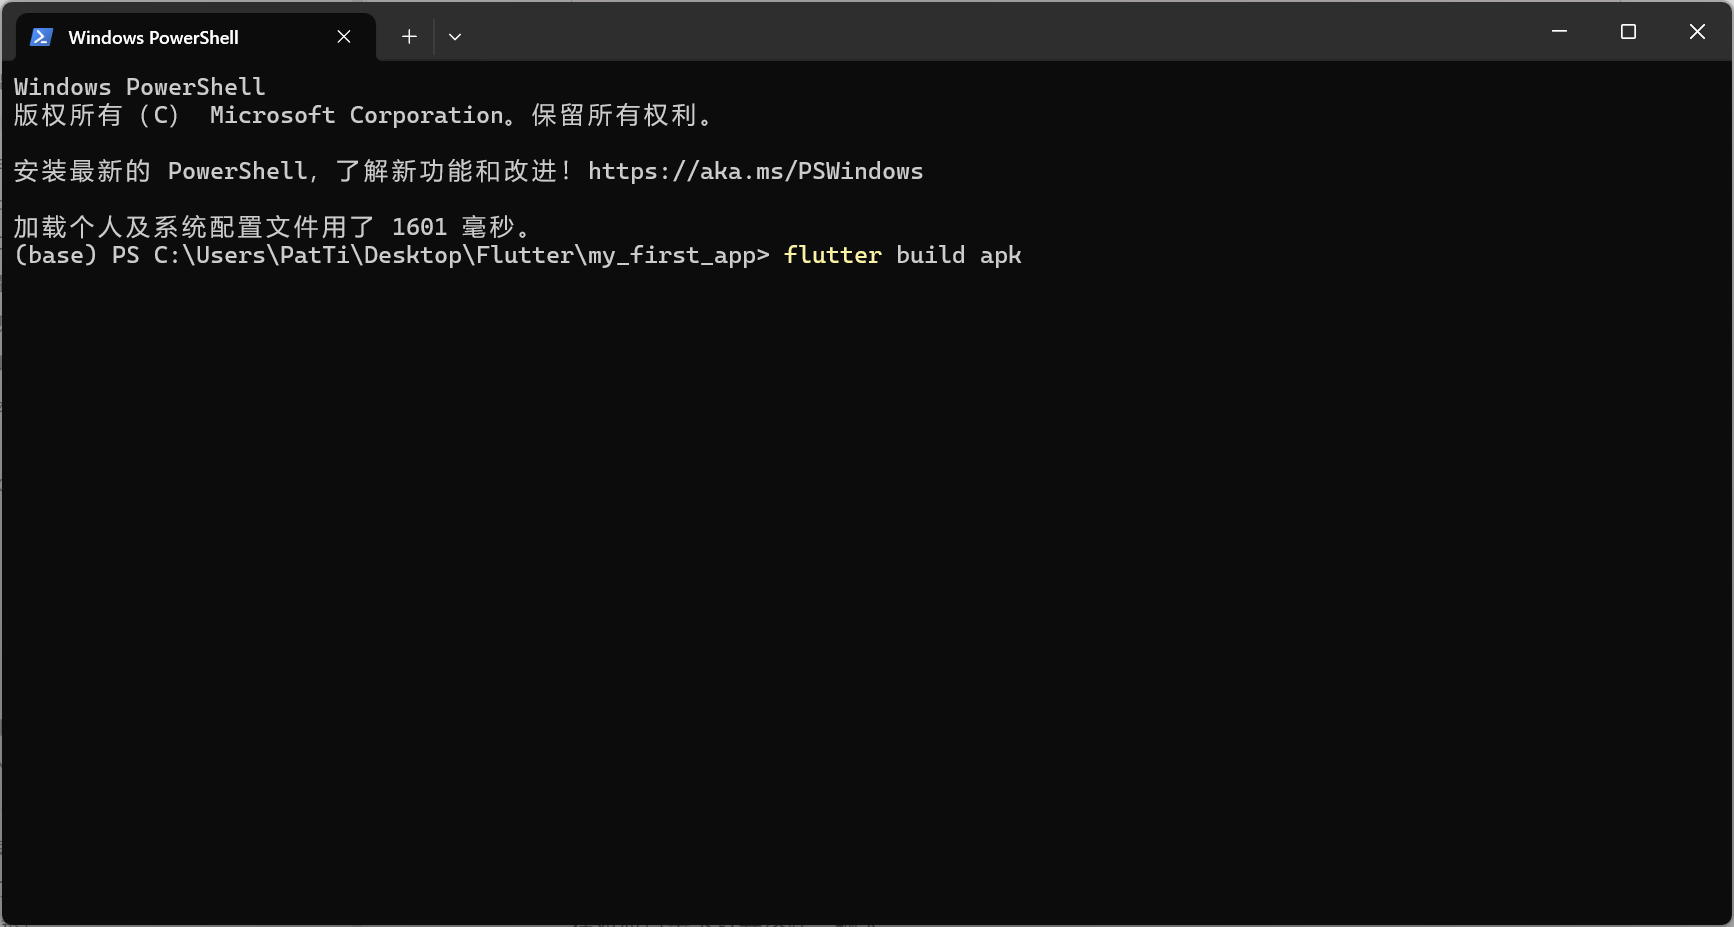 Windows PowerShell
Windows PowerShell
版权所有（C） Microsoft Corporation。保留所有权利。
安装最新的 PowerShell，了解新功能和改进！https://aka.ms/PSWindows
加载个人及系统配置文件用了 1601 毫秒。
(base) PS C:\Users\PatTi\Desktop\Flutter\my_first_app> flutter build apk